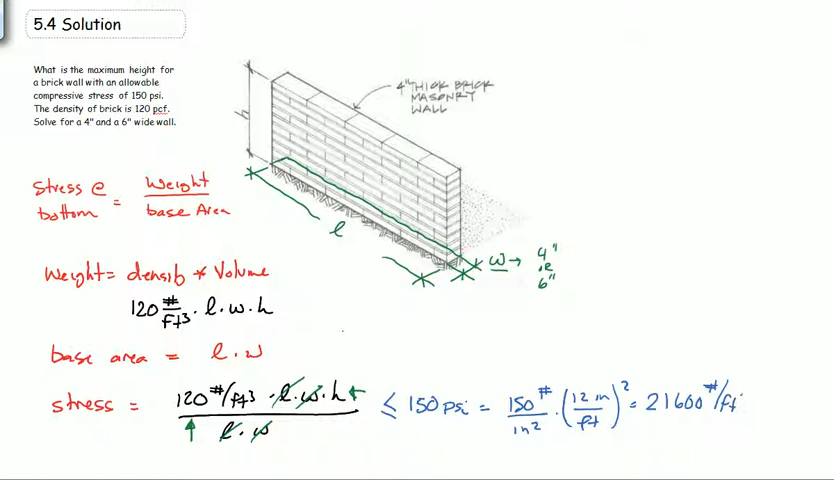 5.4 Solution
What is the maximum height for
a brick wall with an allowable
compressive stress of 150 psi.
The density of brick is 120 pcf.
Solve for a 4" and a 6" wide wall.
4" THICK BRICK
MASONRY
WALL
h
l
w → 4"
or
6"
Stress @ bottom = Weight / base Area
Weight = density * Volume
120 #/ft3 · l · w · h
base area = l · w
stress = 120 #/ft3 · l · w · h / l · w ≤ 150 psi = 150 # / in2 · (12 in / ft)2 = 21600 #/ft